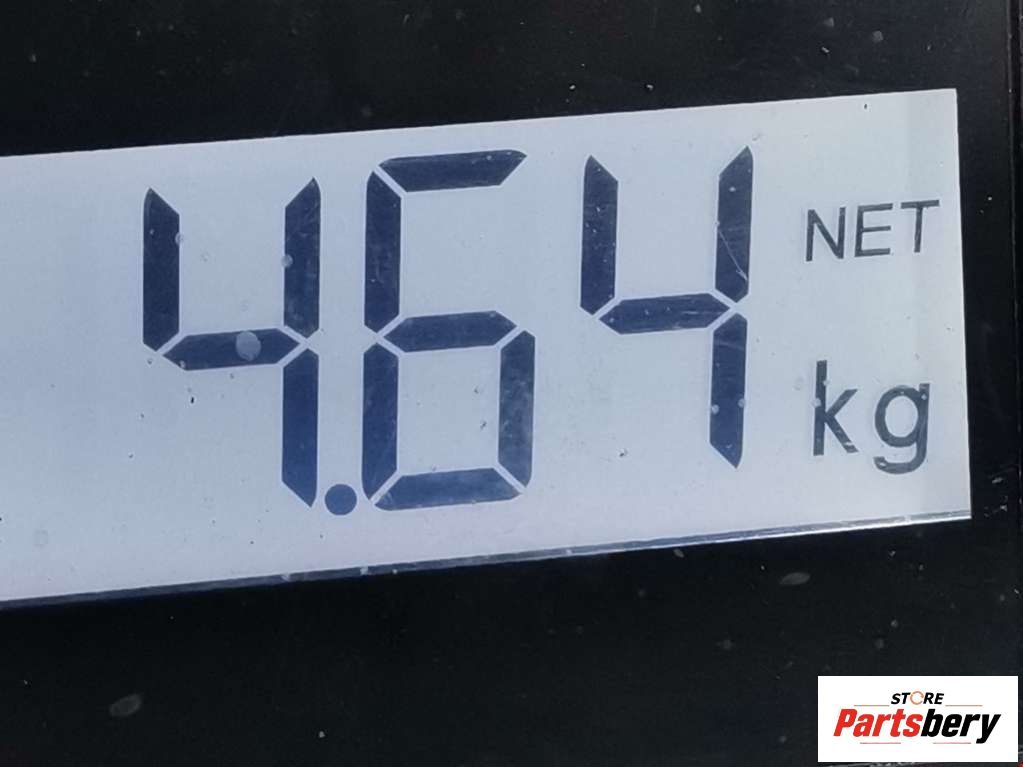 4.64 NET
kg
STORE
Partsbery